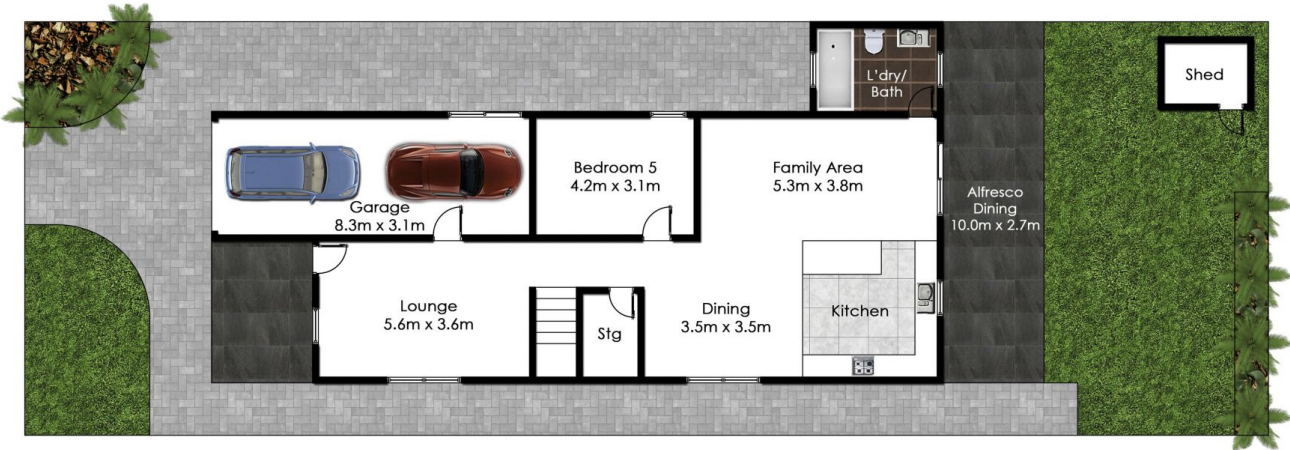 L'dry/
Bath
Shed
Bedroom 5
4.2m x 3.1m
Family Area
5.3m x 3.8m
Garage
8.3m x 3.1m
Alfresco
Dining
10.0m x 2.7m
Lounge
5.6m x 3.6m
Stg
Dining
3.5m x 3.5m
Kitchen